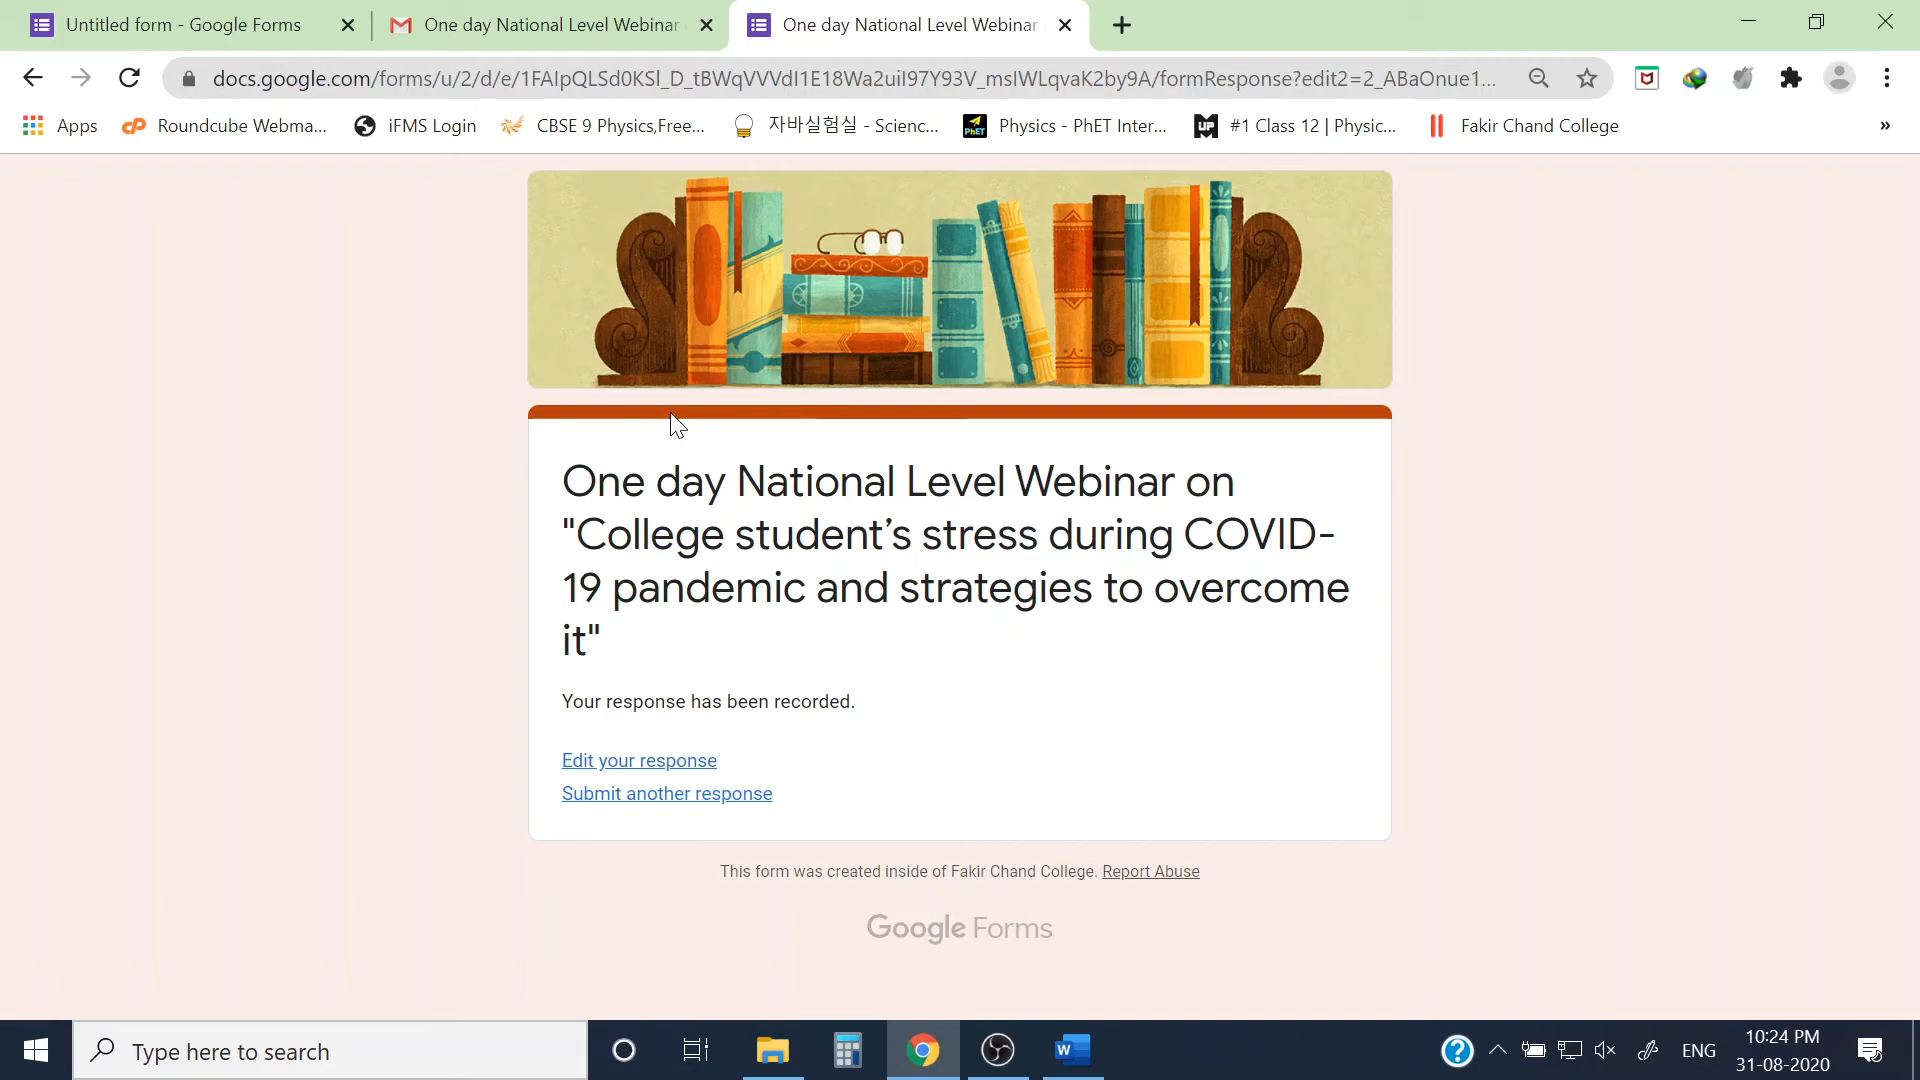 Untitled form - Google Forms
One day National Level Webinar
One day National Level Webinar
docs.google.com/forms/u/2/d/e/1FAIpQLSd0KSl_D_tBWqVVVdI1E18Wa2uiI97Y93V_msIWLqvaK2by9A/formResponse?edit2=2_ABaOnue1...
Apps
Roundcube Webma...
iFMS Login
CBSE 9 Physics,Free...
자바실험실 - Scienc...
PhET
Physics - PhET Inter...
UP
#1 Class 12 | Physic...
Fakir Chand College
»
One day National Level Webinar on
"College student’s stress during COVID-
19 pandemic and strategies to overcome
it"
Your response has been recorded.
Edit your response
Submit another response
This form was created inside of Fakir Chand College. Report Abuse
Google Forms
Type here to search
W
ENG
10:24 PM
31-08-2020